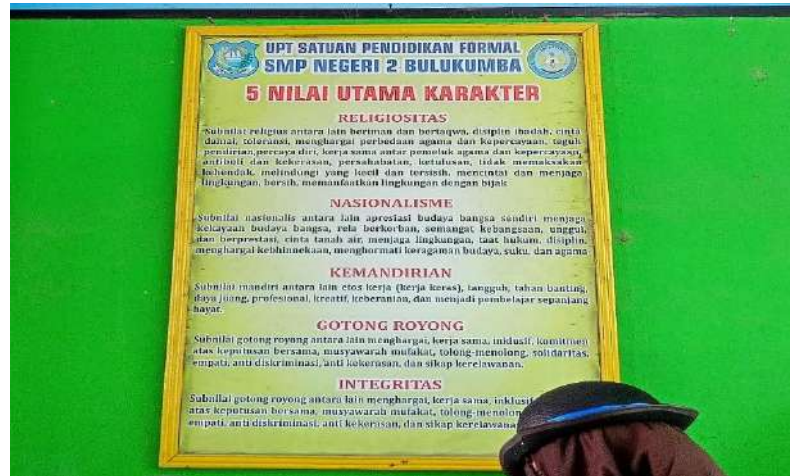 UPT SATUAN PENDIDIKAN FORMAL
SMP NEGERI 2 BULUKUMBA
5 NILAI UTAMA KARAKTER
RELIGIOSITAS
Subnilai religius antara lain beriman dan bertaqwa, disiplin ibadah, cinta
damai, toleransi, menghargai perbedaan agama dan kepercayaan, teguh
pendirian,percaya diri, kerja sama antar pemeluk agama dan kepercayaan,
antiboli dan kekerasan, persahabatan, ketulusan, tidak memaksakan
kehendak, melindungi yang kecil dan tersisih, mencintai dan menjaga
lingkungan, bersih, memanfaatkan lingkungan dengan bijak
NASIONALISME
Subnilai nasionalis antara lain apresiasi budaya bangsa sendiri menjaga
kekayaan budaya bangsa, rela berkorban, semangat kebangsaan, unggul,
dan berprestasi, cinta tanah air, menjaga lingkungan, taat hukum, disiplin,
menghargai kebhinnekaan, menghormati keragaman budaya, suku, dan agama
KEMANDIRIAN
Subnilai mandiri antara lain etos kerja (kerja keras), tangguh, tahan banting,
daya juang, profesional, kreatif, keberanian, dan menjadi pembelajar sepanjang
hayat.
GOTONG ROYONG
Subnilai gotong royong antara lain menghargai, kerja sama, inklusif, komitmen
atas keputusan bersama, musyawarah mufakat, tolong-menolong, solidaritas,
empati, anti diskriminasi, anti kekerasan, dan sikap kerelawanan.
INTEGRITAS
Subnilai gotong royong antara lain menghargai, kerja sama, inklusif
atas keputusan bersama, musyawarah mufakat, tolong-menolon
empati, anti diskriminasi, anti kekerasan, dan sikap kerelawanan